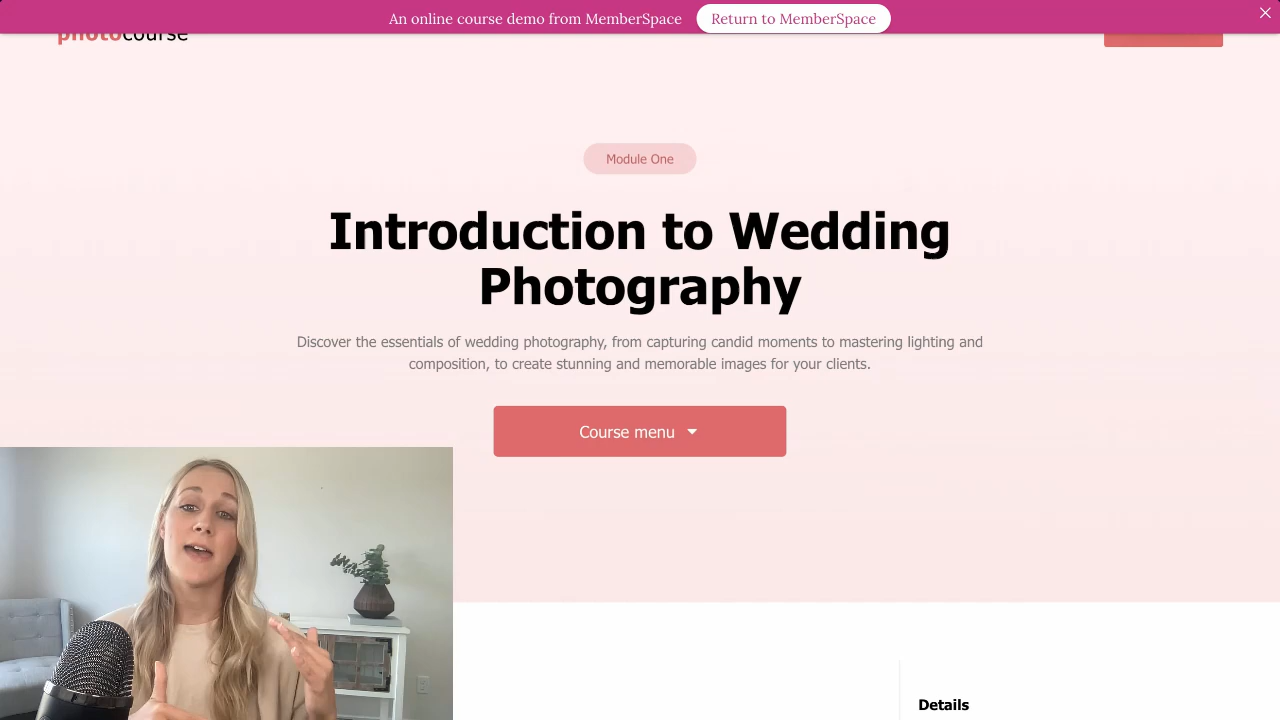 An online course demo from MemberSpace Return to MemberSpace
photocourse
Module One
Introduction to Wedding
Photography
Discover the essentials of wedding photography, from capturing candid moments to mastering lighting and
composition, to create stunning and memorable images for your clients.
Course menu
Details